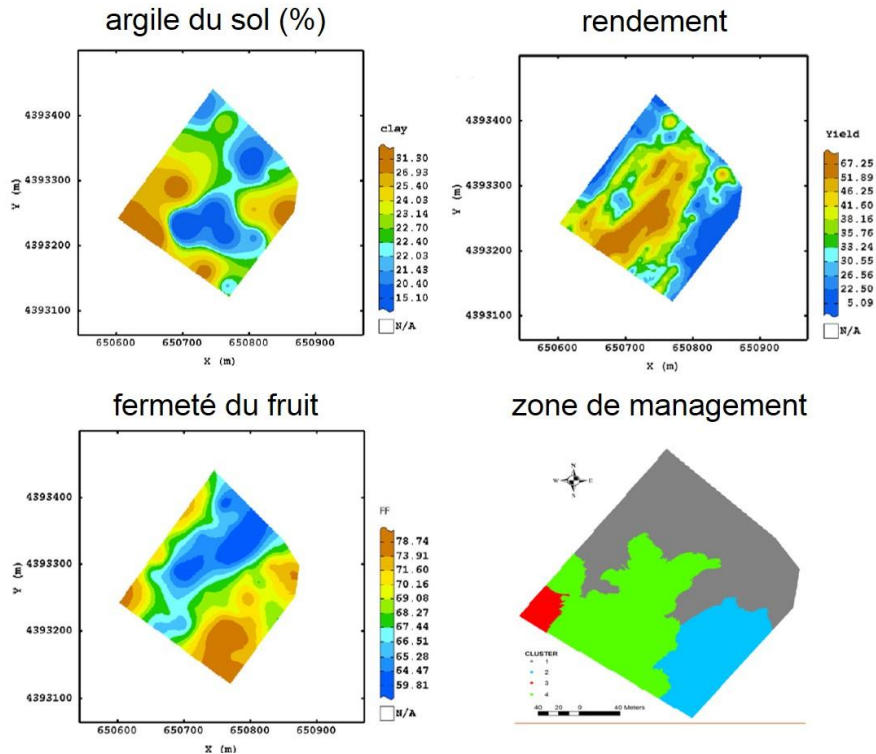 argile du sol (%)
rendement
4393400
4393300
4393200
4393100
Y (m)
650600 650700 650800 650900
X (m)
clay
31.30
26.93
25.40
24.03
23.14
22.70
22.40
22.03
21.43
20.40
15.10
N/A
4393400
4393300
4393200
4393100
Y (m)
650600 650700 650800 650900
X (m)
Yield
67.25
51.89
46.25
41.60
38.16
35.76
33.24
30.55
26.56
22.50
5.09
N/A
fermeté du fruit
zone de management
4393400
4393300
4393200
4393100
Y (m)
650600 650700 650800 650900
X (m)
FF
78.74
73.91
71.60
70.16
69.08
68.27
67.44
66.51
65.28
64.47
59.81
N/A
N
W E
S
CLUSTER
1
2
3
4
40 20 0 40 Meters